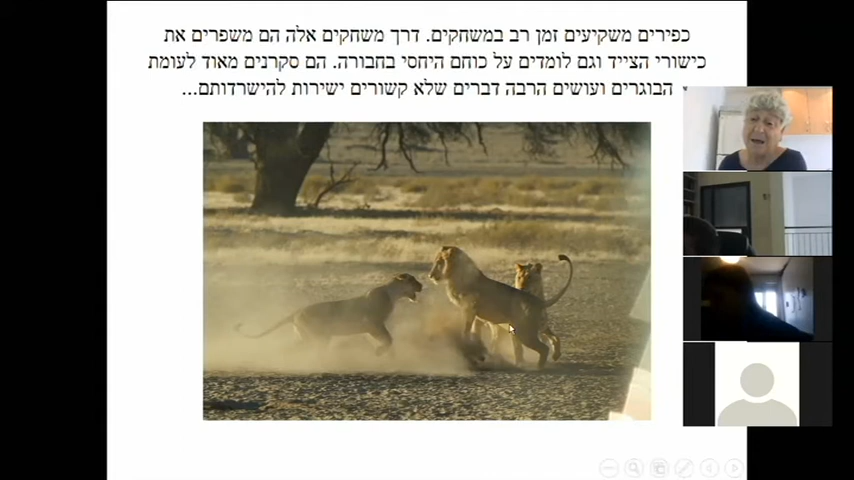 כפירים משקיעים זמן רב במשחקים. דרך משחקים אלה הם משפרים את
כישורי הצייד וגם לומדים על כוחם היחסי בחבורה. הם סקרנים מאוד לעומת
הבוגרים ועושים הרבה דברים שלא קשורים ישירות להישרדותם...